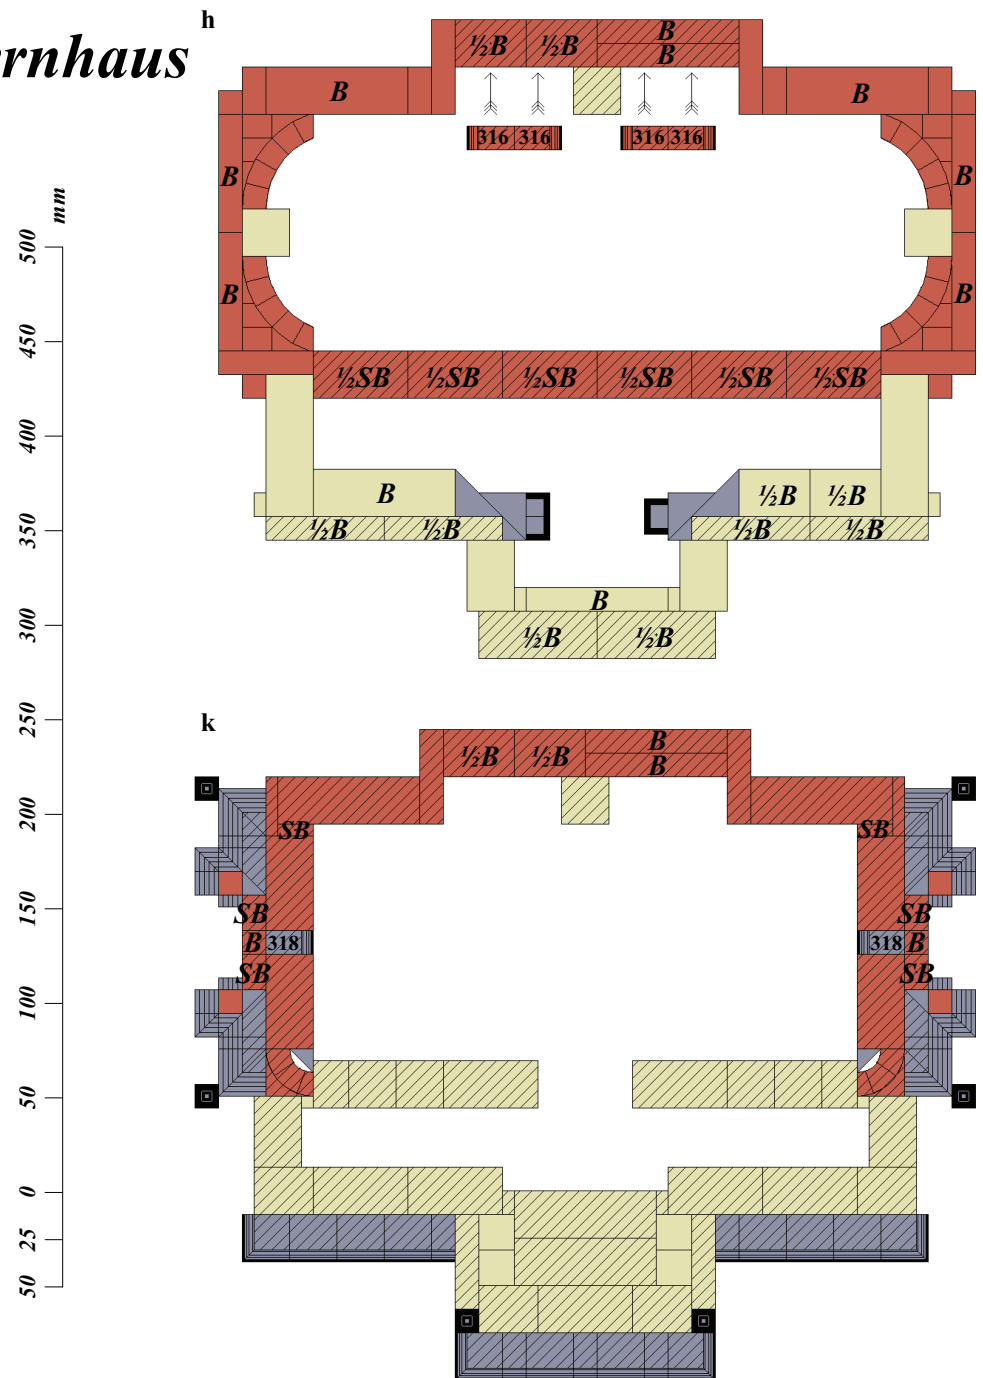 h
rnhaus
½B ½B B
B
B B
316 316 316 316
B B
B B
½SB ½SB ½SB ½SB ½SB ½SB
B ½B ½B
½B ½B ½B ½B
B
½B ½B
mm
500
450
400
350
300
250
200
150
100
50
0
25
50
k
½B ½B B
B
SB SB
SB SB
B 318 318 B
SB SB